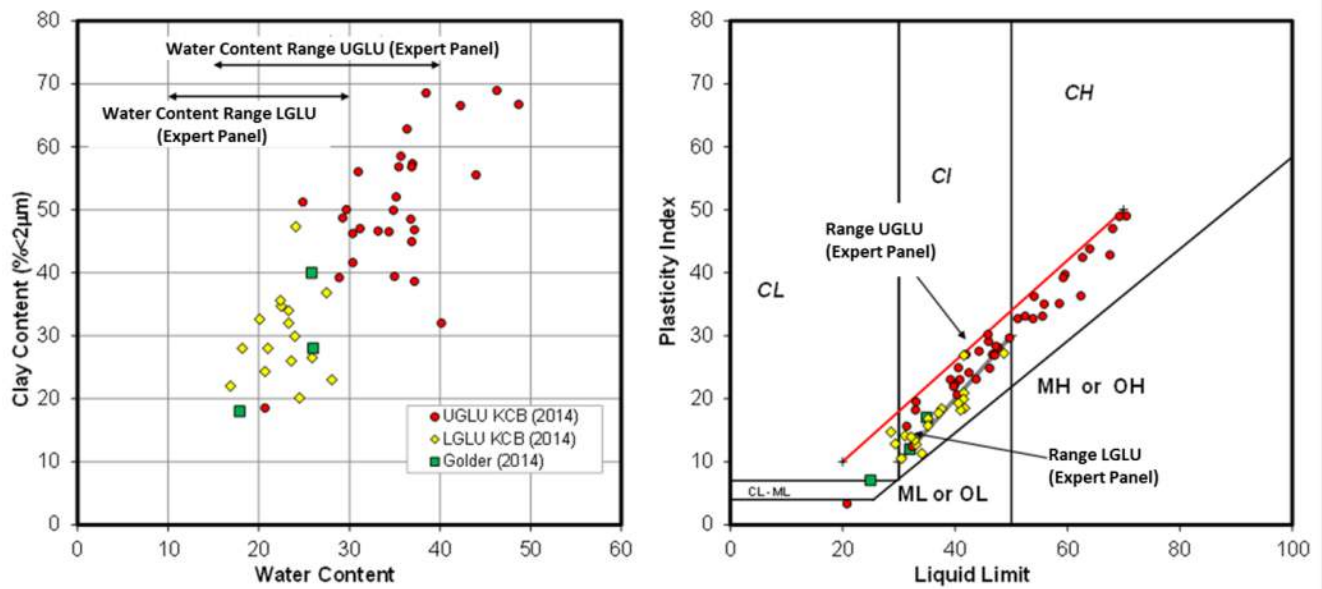 80
70
60
50
40
30
20
10
0
Clay Content (%<2μm)
Water Content Range UGLU (Expert Panel)
Water Content Range LGLU
(Expert Panel)
UGLU KCB (2014)
LGLU KCB (2014)
Golder (2014)
0 10 20 30 40 50 60
Water Content
80
70
60
50
40
30
20
10
0
Plasticity Index
CH
CI
Range UGLU
(Expert Panel)
CL
MH or OH
Range LGLU
(Expert Panel)
CL-ML
ML or OL
0 20 40 60 80 100
Liquid Limit